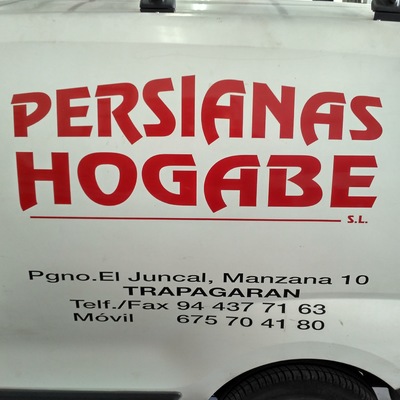 PERSIANAS
HOGABE
S.L.
Pgno.El Juncal, Manzana 10
TRAPAGARAN
Telf./Fax 94 437 71 63
Móvil 675 70 41 80